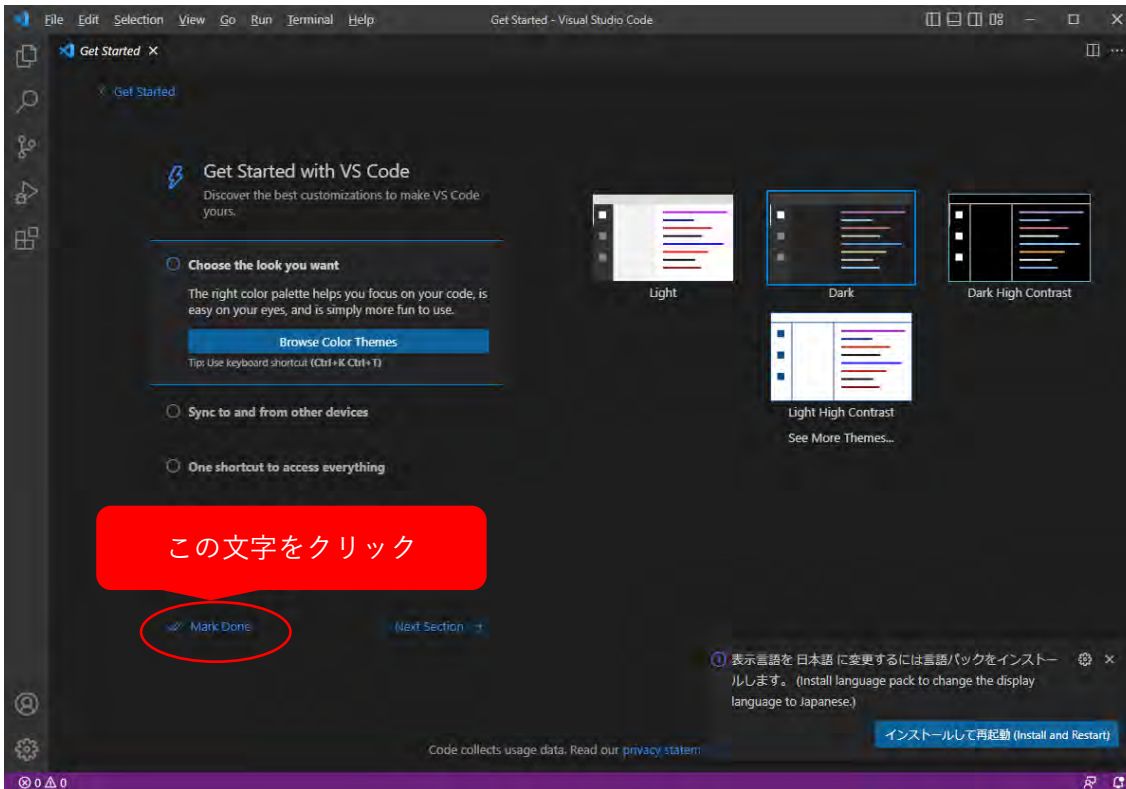 File Edit Selection View Go Run Terminal Help
Get Started - Visual Studio Code
Get Started
Get Started
Get Started with VS Code
Discover the best customizations to make VS Code
yours.
Choose the look you want
The right color palette helps you focus on your code, is
easy on your eyes, and is simply more fun to use.
Browse Color Themes
Tip: Use keyboard shortcut (Ctrl+K Ctrl+T)
Sync to and from other devices
One shortcut to access everything
Light
Dark
Dark High Contrast
Light High Contrast
See More Themes...
この文字をクリック
Mark Done
Next Section
表示言語を 日本語 に変更するには言語パックをインストー
ルします。 (Install language pack to change the display
language to Japanese.)
インストールして再起動 (Install and Restart)
Code collects usage data. Read our privacy statem
0 0